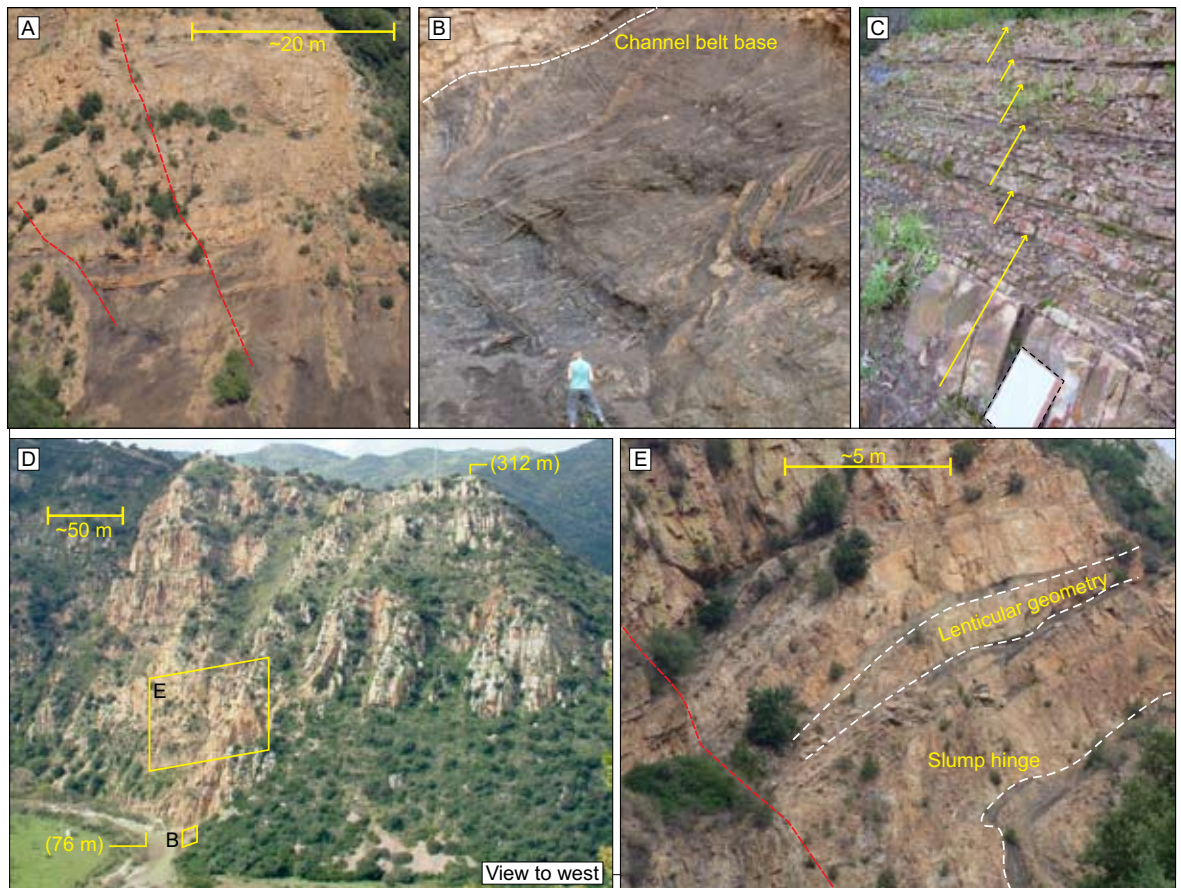 A
~20 m
B
Channel belt base
C
D
(312 m)
~50 m
E
B
(76 m)
View to west
E
~5 m
Lenticular geometry
Slump hinge